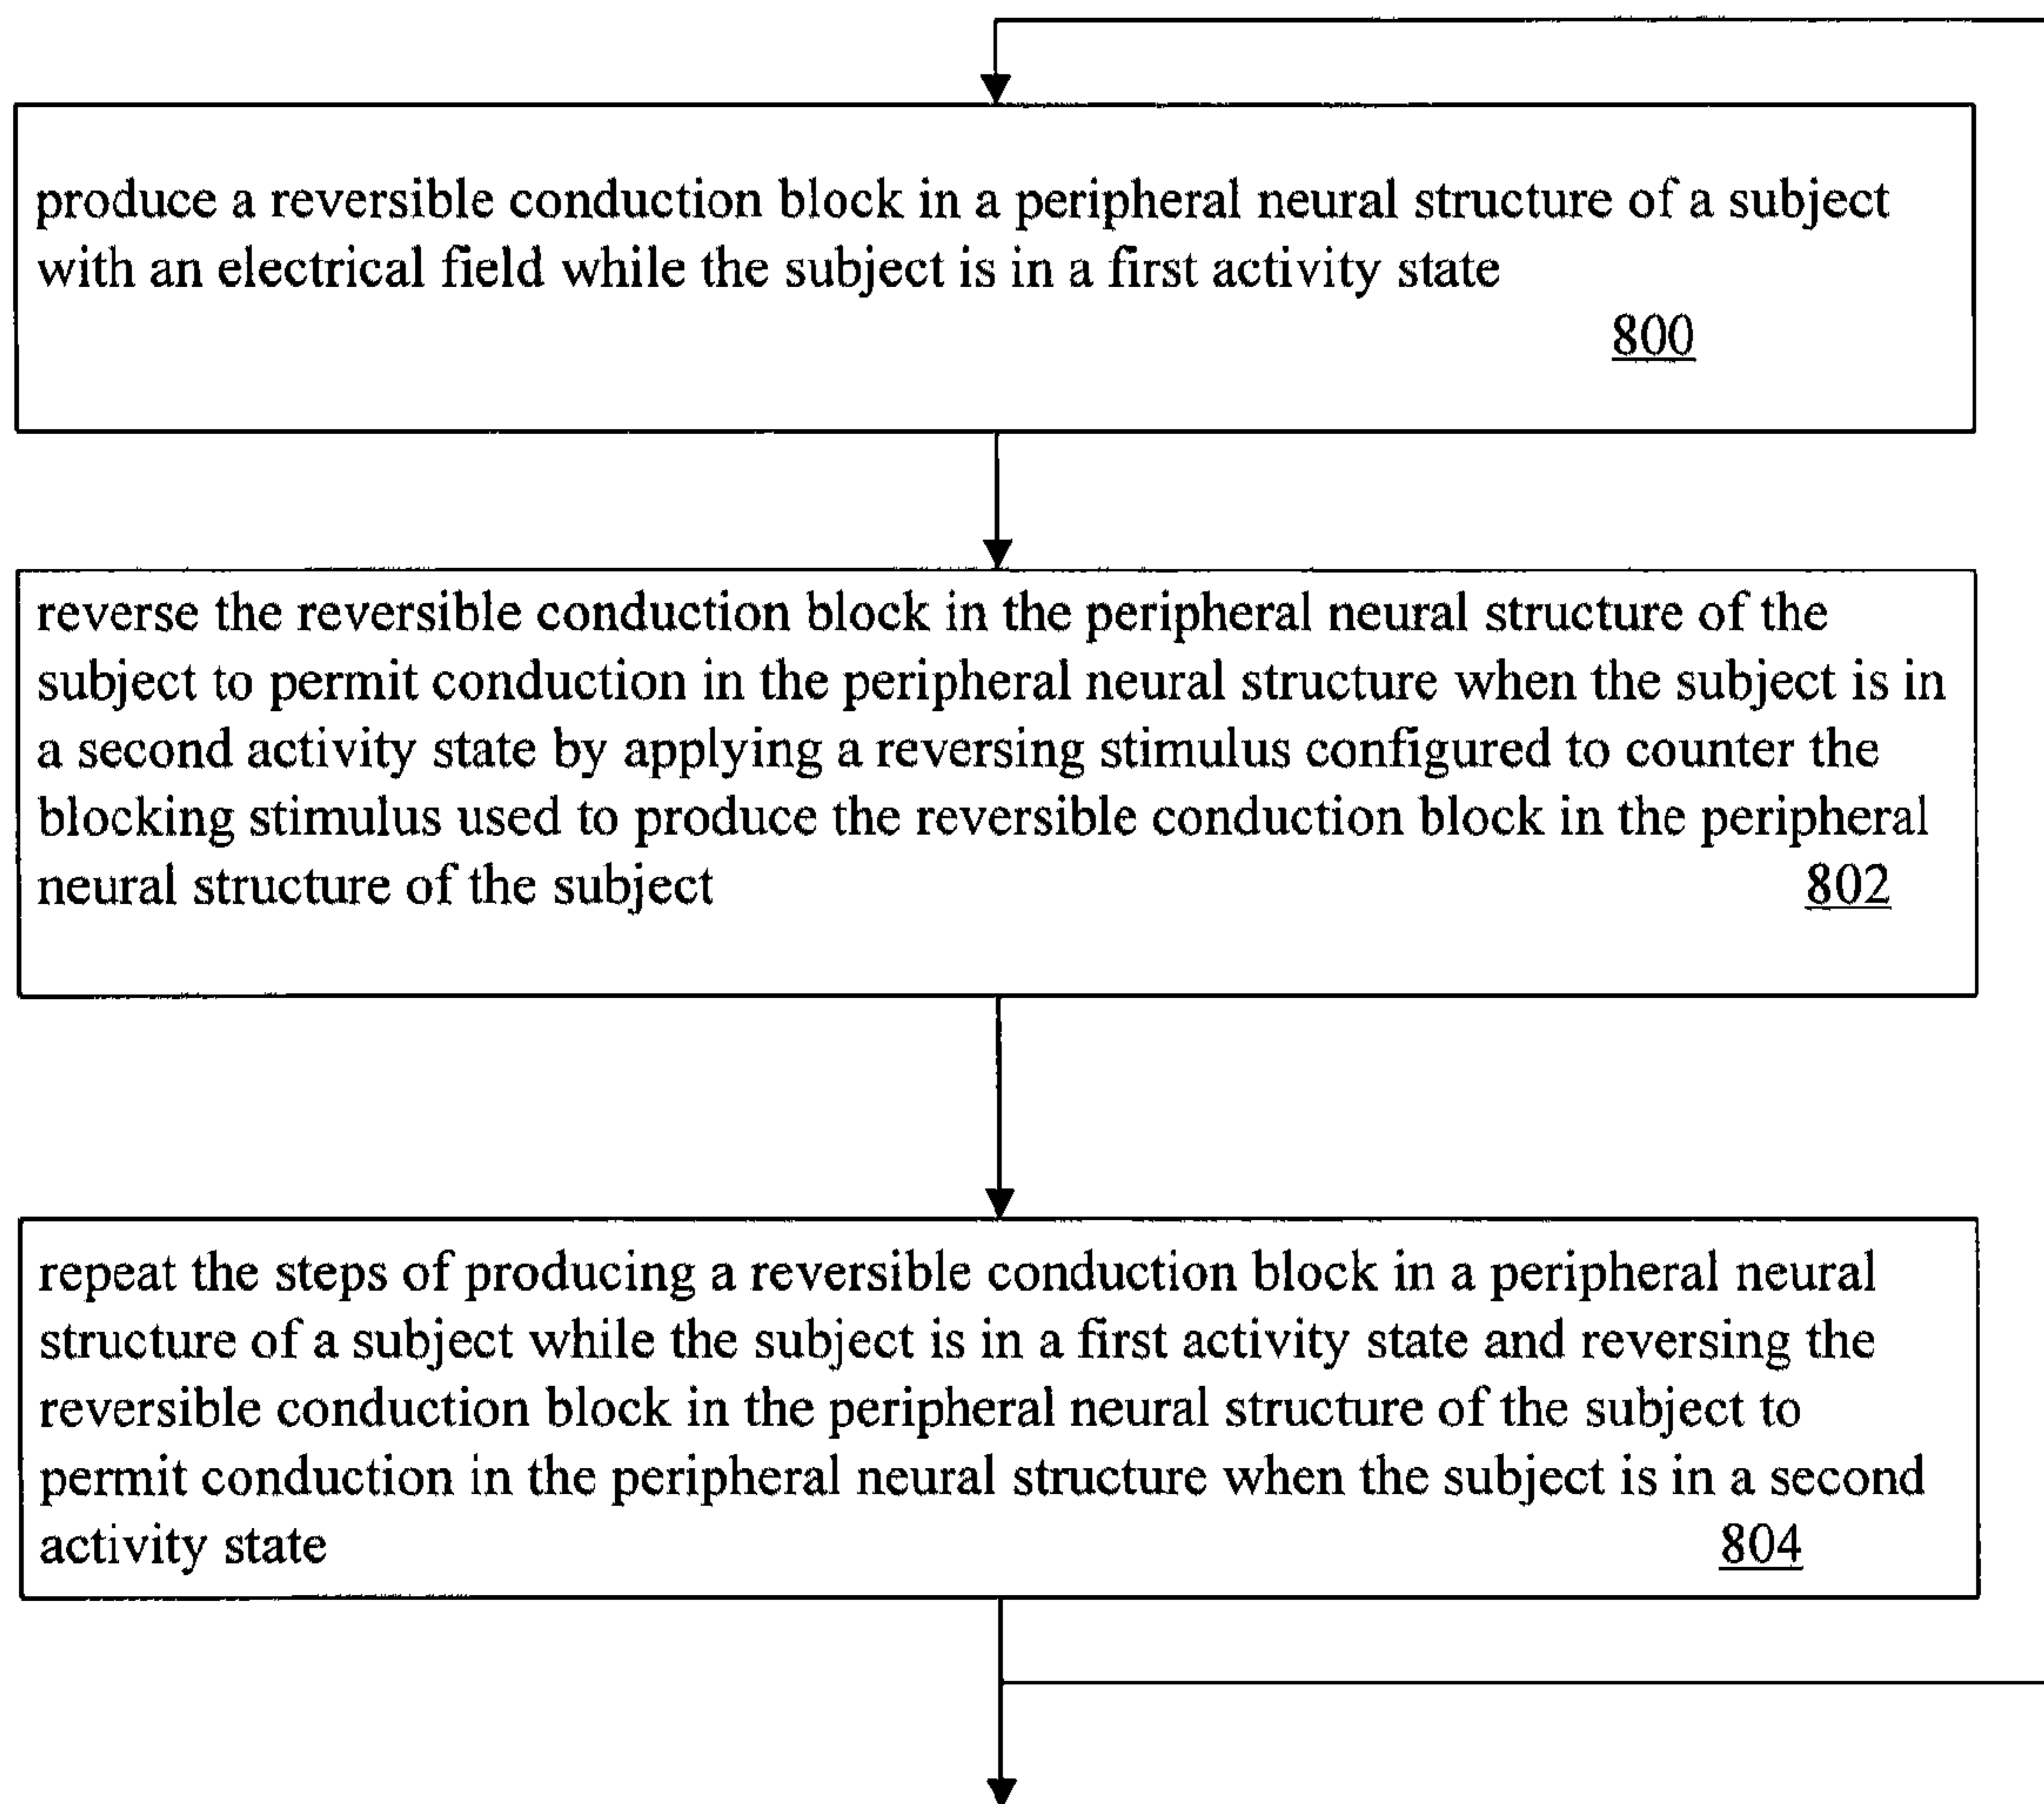 produce a reversible conduction block in a peripheral neural structure of a subject
with an electrical field while the subject is in a first activity state
800
reverse the reversible conduction block in the peripheral neural structure of the
subject to permit conduction in the peripheral neural structure when the subject is in
a second activity state by applying a reversing stimulus configured to counter the
blocking stimulus used to produce the reversible conduction block in the peripheral
neural structure of the subject 802
repeat the steps of producing a reversible conduction block in a peripheral neural
structure of a subject while the subject is in a first activity state and reversing the
reversible conduction block in the peripheral neural structure of the subject to
permit conduction in the peripheral neural structure when the subject is in a second
activity state 804